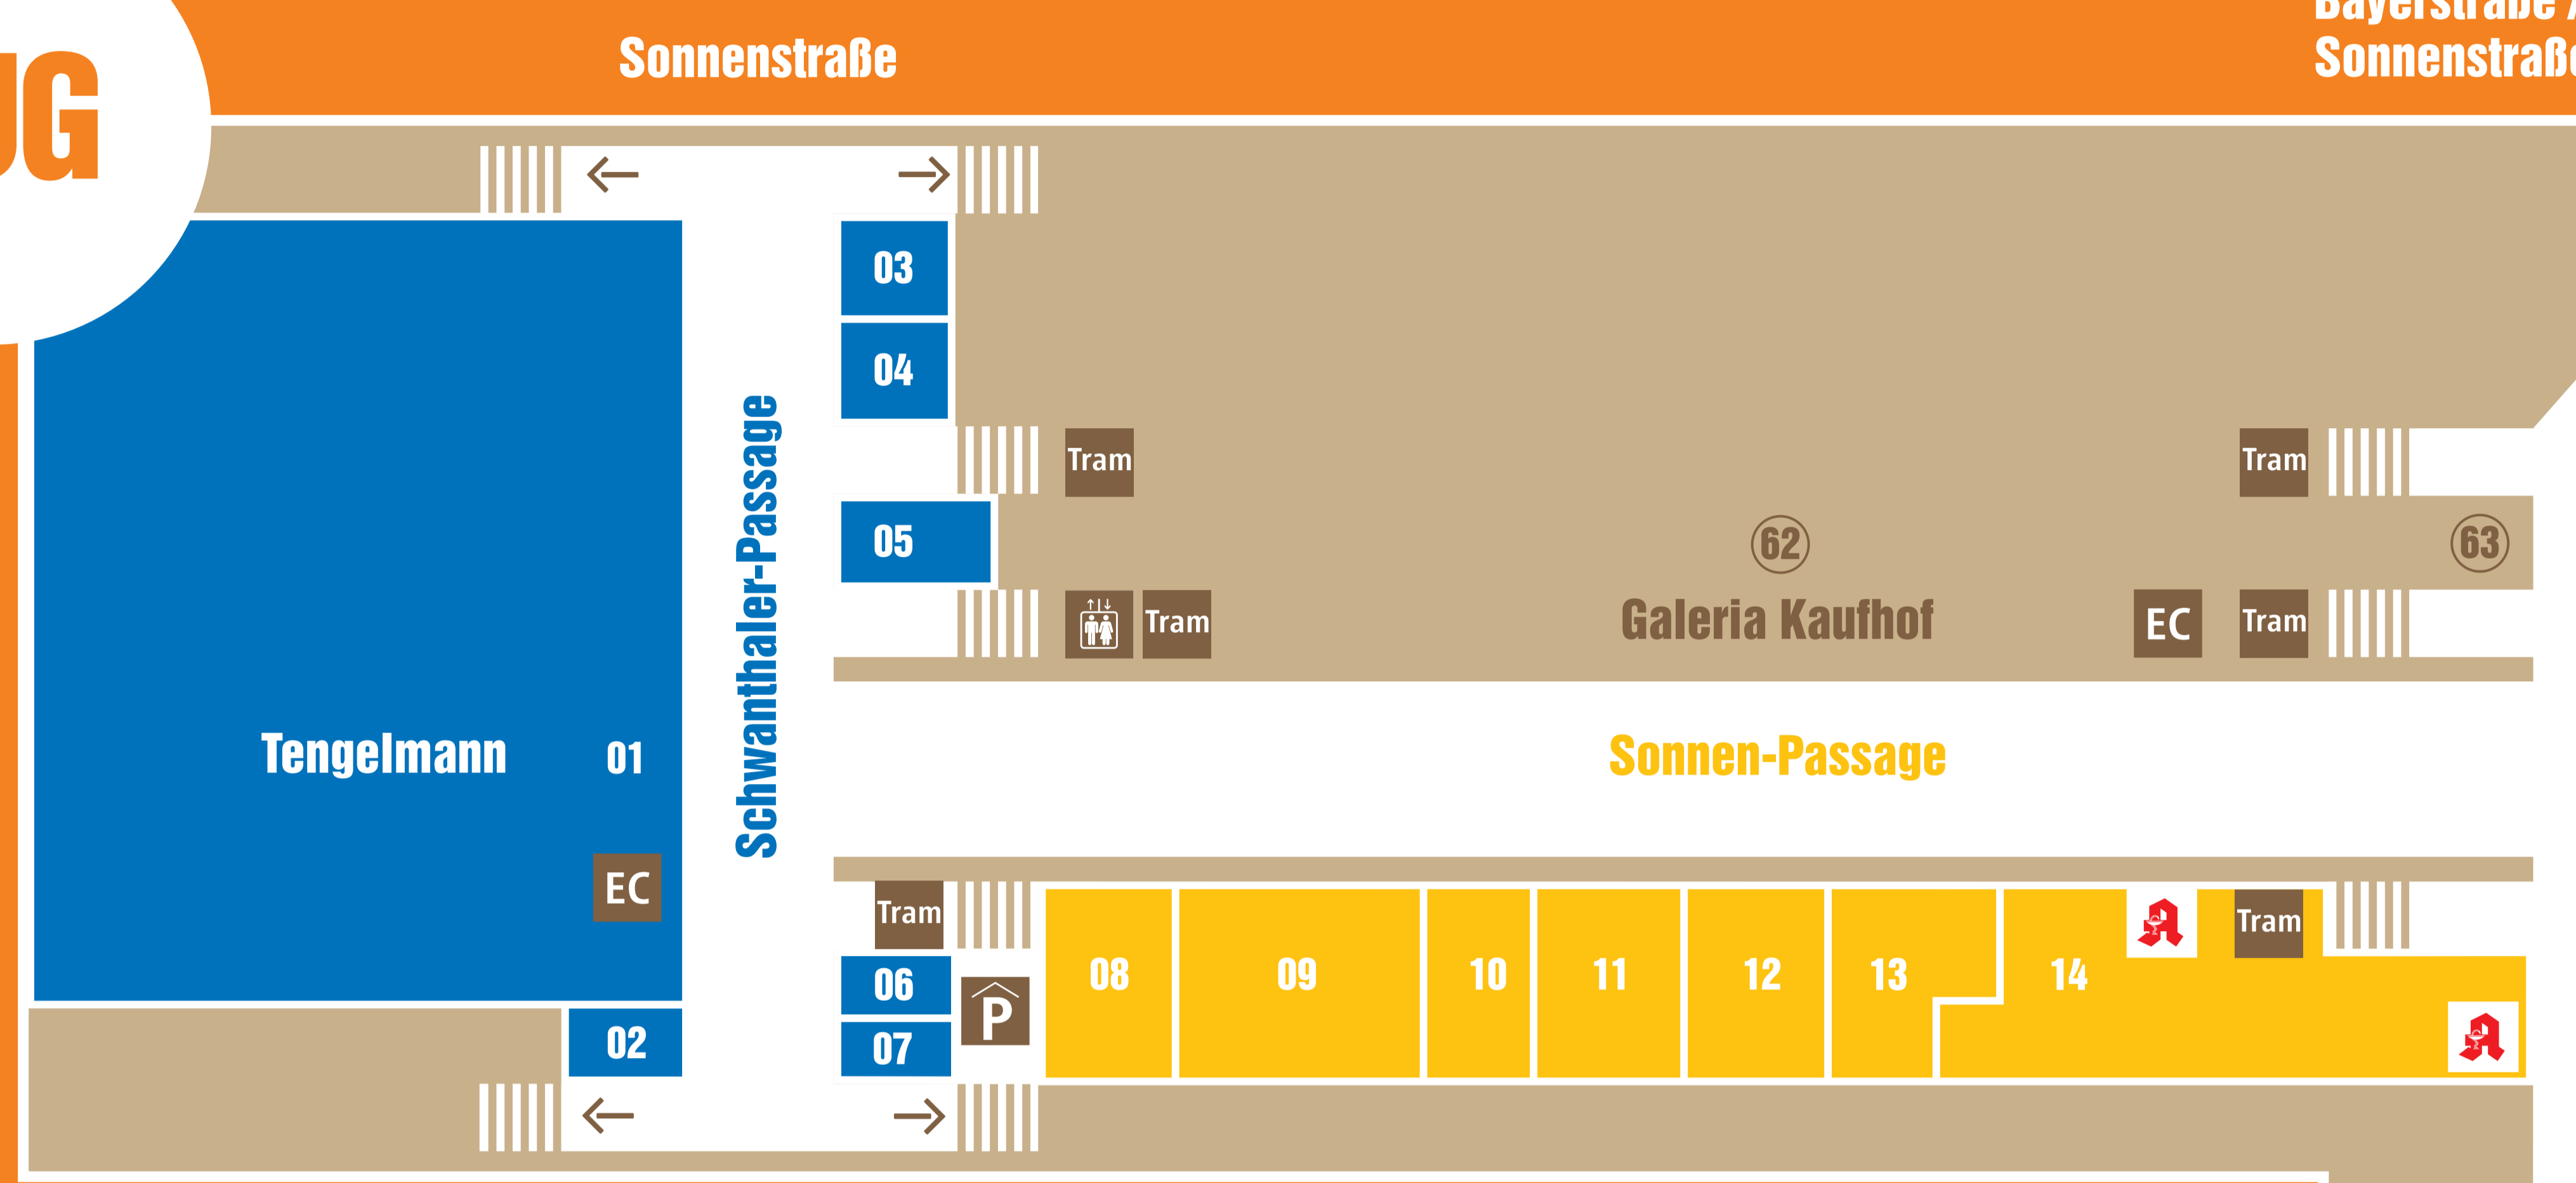 Sonnenstraße
Sonnenstraße
03
04
Tram
Tram
Schwanthaler-Passage
05
62
63
Tram
Galeria Kaufhof
EC
Tram
Tengelmann
01
Sonnen-Passage
EC
Tram
Tram
06
08
09
10
11
12
13
14
P
02
07